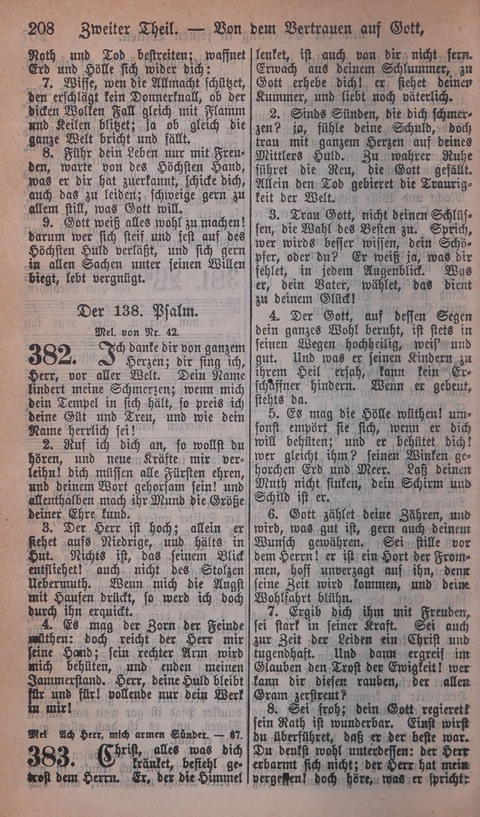 208 Zweiter Theil. — Von dem Vertrauen auf Gott,
Noth und Tod bestreiten; waffnet
Erd und Hölle sich wider dich:
7. Wisse, wen die Allmacht schützet,
den erschlägt kein Donnerknall, ob der
dicken Wolken Fall gleich mit Flamm
und Keilen blitzet; ja ob gleich die
ganze Welt bricht und fällt.
8. Führ dein Leben nur mit Freu-
den, warte von des Höchsten Hand,
was er dir hat zuerkannt, schicke dich,
auch das zu leiden; schweige gern zu
allem still, was Gott will.
9. Gott weiß alles wohl zu machen!
darum wer sich steif und fest auf des
Höchsten Huld verläßt, und sich gern
in allen Sachen unter seinen Willen
biegt, lebt vergnügt.
Der 138. Psalm.
Mel. von Nr. 42.
382. Ich danke dir von ganzem
Herzen; dir sing ich,
Herr, vor aller Welt. Dein Name
lindert meine Schmerzen; wenn mich
dein Tempel in sich hält, so preis ich
deine Güt und Treu, und wie dein
Name herrlich sei!
2. Ruf ich dich an, so wollst du
hören, und neue Kräfte mir ver-
leihn! dich müssen alle Fürsten ehren,
und deinem Wort gehorsam sein! und
allenthalben mach ihr Mund die Größe
deiner Ehre kund.
3. Der Herr ist hoch; allein er
siehet aufs Niedrige, und hälts in
Hut. Nichts ist, das seinem Blick
entfliehet! auch nicht des Stolzen
Uebermuth. Wenn mich die Angst
mit Haufen drückt, so werd ich doch
durch ihn erquickt.
4. Es mag der Zorn der Feinde
wüthen: doch reicht der Herr mir
seine Hand; sein rechter Arm wird
mich behüten, und enden meinen
Jammerstand. Herr, deine Huld bleibt
für und für! vollende nur dein Werk
in mir!
Mel Ach Herr, mich armen Sünder. — 67.
383. Christ, alles was dich
kränket, befiehl ge-
trost dem Herrn. Er, der die Himmel
lenket, ist auch von dir nicht fern.
Erwach aus deinem Schlummer, zu
Gott erhebe dich! er siehet deinen
Kummer, und liebt noch väterlich.
2. Sinds Sünden, die dich schmer-
zen? ja, fühle deine Schuld, doch
trau mit ganzem Herzen auf deines
Mittlers Huld. Zu wahrer Ruhe
führet die Reu, die Gott gefällt.
Allein den Tod gebieret die Traurig-
keit der Welt.
3. Trau Gott, nicht deinen Schlüs-
sen, die Wahl des Besten zu. Sprich,
wer wirds besser wissen, dein Schö-
pfer, oder du? Er weiß ja, was dir
fehlet, in jedem Augenblick. Was
er, dein Vater, wählet, das dient
zu deinem Glück!
4. Der Gott, auf dessen Segen
dein ganzes Wohl beruht, ist stets in
seinen Wegen hochheilig, weis' und
gut. Und was er seinen Kindern zu
ihrem Heil ersah, kann kein Er-
schaffner hindern. Wenn er gebeut,
stehts da.
5. Es mag die Hölle wüthen! um-
sonst empört sie sich, wenn er dich
will behüten; und er behütet dich!
wer gleicht ihm? seinen Winken ge-
horchen Erd und Meer. Laß deinen
Muth nicht sinken, dein Schirm und
Schild ist er.
6. Gott zählet deine Zähren, und
wird, was gut ist, gern auch deinem
Wunsch gewähren. Sei stille vor
dem Herrn! er ist ein Hort der From-
men, hoff unverzagt auf ihn, denn
seine Zeit wird kommen, und deine
Wohlfahrt blühn.
7. Ergib dich ihm mit Freuden,
sei stark in seiner Kraft. Sei auch
zur Zeit der Leiden ein Christ und
tugendhaft. Und dann ergreif im
Glauben den Trost der Ewigkeit! wer
kann dir diesen rauben, der allen
Gram zerstreut?
8. Sei froh; dein Gott regieret!
sein Rath ist wunderbar. Einst wirst
du überführet, daß er der beste war.
Du denkst wohl unterdessen: der Herr
erbarmt sich nicht; der Herr hat mein
vergessen! doch höre, was er spricht: